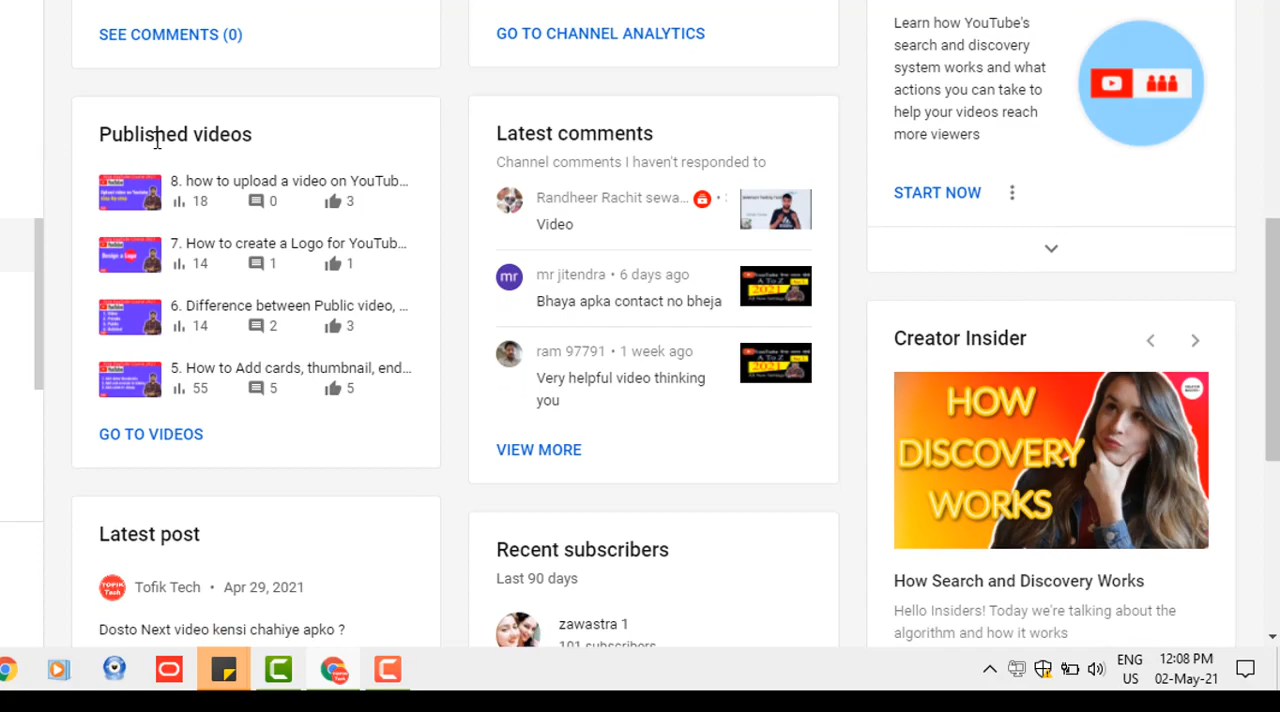 SEE COMMENTS (0)
GO TO CHANNEL ANALYTICS
Learn how YouTube's
search and discovery
system works and what
actions you can take to
help your videos reach
more viewers
START NOW
Published videos
8. how to upload a video on YouTub...
18 0 3
7. How to create a Logo for YouTub...
14 1 1
6. Difference between Public video, ...
14 2 3
5. How to Add cards, thumbnail, end...
55 5 5
GO TO VIDEOS
Latest comments
Channel comments I haven't responded to
Randheer Rachit sewa... •
Video
mr
mr jitendra • 6 days ago
Bhaya apka contact no bheja
2021
ram 97791 • 1 week ago
Very helpful video thinking
you
VIEW MORE
Creator Insider
HOW
DISCOVERY
WORKS
How Search and Discovery Works
Hello Insiders! Today we're talking about the
algorithm and how it works
Latest post
TOFIK
Tech
Tofik Tech • Apr 29, 2021
Dosto Next video kensi chahiye apko ?
Recent subscribers
Last 90 days
zawastra 1
101 subscribers
ENG
US
12:08 PM
02-May-21